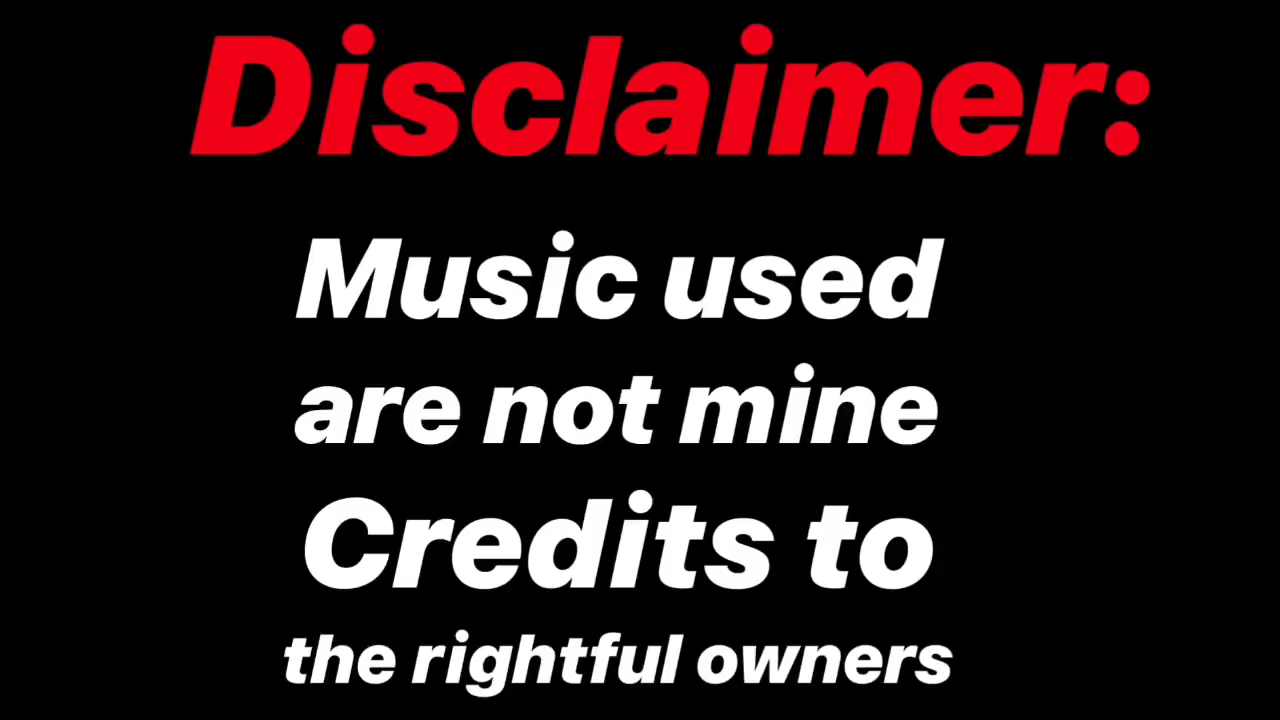 Disclaimer:
Music used
are not mine
Credits to
the rightful owners